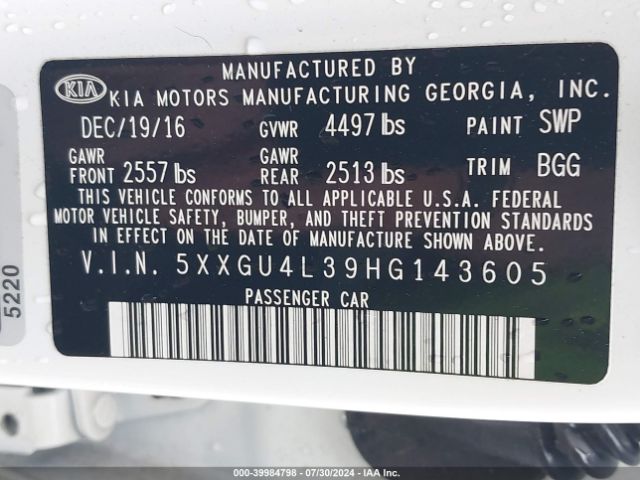 MANUFACTURED BY
KIA KIA MOTORS MANUFACTURING GEORGIA, INC.
DEC/19/16 GVWR 4497 lbs PAINT SWP
GAWR FRONT 2557 lbs GAWR REAR 2513 lbs TRIM BGG
THIS VEHICLE CONFORMS TO ALL APPLICABLE U.S.A. FEDERAL
MOTOR VEHICLE SAFETY, BUMPER, AND THEFT PREVENTION STANDARDS
IN EFFECT ON THE DATE OF MANUFACTURE SHOWN ABOVE.
V.I.N. 5XXGU4L39HG143605
PASSENGER CAR
5220
000-39984798 - 07/30/2024 - IAAI.COM